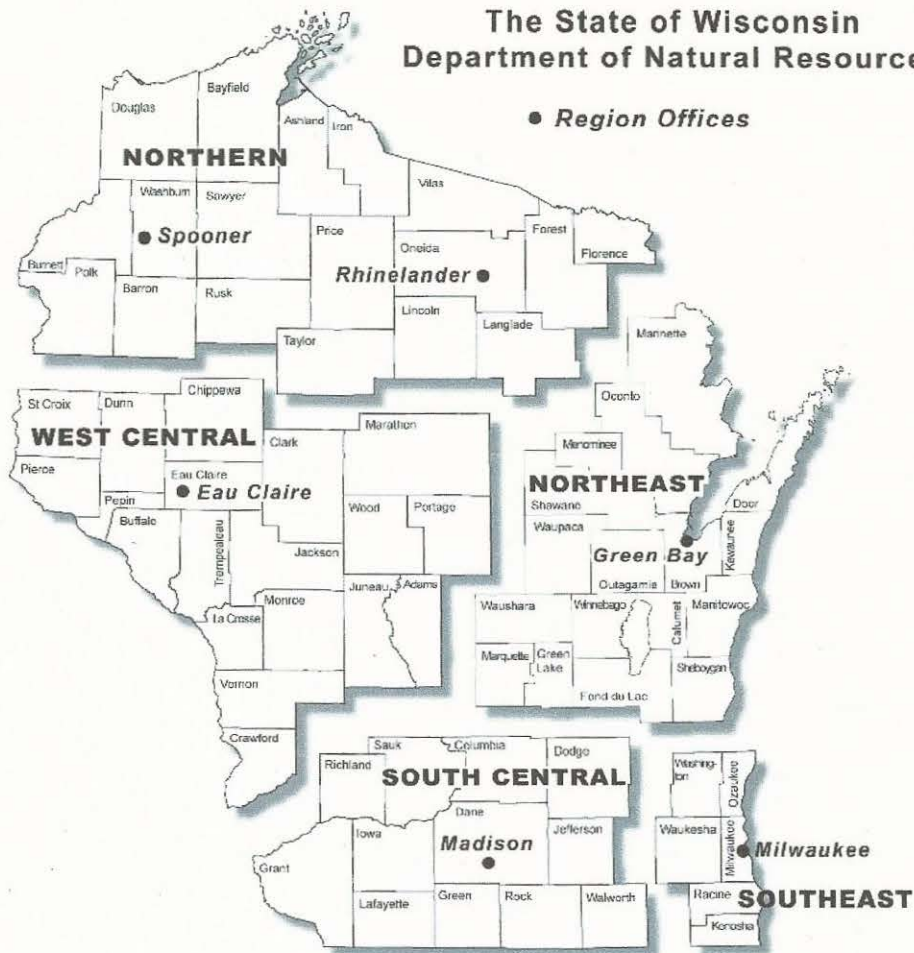 The State of Wisconsin
Department of Natural Resource
Region Offices
Bayfield
Douglas
Ashland
Iron
NORTHERN
Vilas
Washburn
Sawyer
Forest
Spooner
Price
Oneida
Florence
Burnett
Polk
Rhinelander
Barron
Rusk
Lincoln
Langlade
Taylor
Marinette
Chippewa
St Croix
Dunn
Oconto
Marathon
WEST CENTRAL
Clark
Menominee
Pierce
Eau Claire
Eau Claire
NORTHEAST
Pepin
Wood
Portage
Shawano
Door
Buffalo
Waupaca
Kewaunee
Trempealeau
Jackson
Green Bay
Juneau
Adams
Outagamie
Brown
Monroe
La Crosse
Waushara
Winnebago
Calumet
Manitowoc
Marquette
Green
Lake
Sheboygan
Vernon
Fond du Lac
Crawford
Sauk
Columbia
Dodge
Richland
SOUTH CENTRAL
Washing-
ton
Ozaukee
Dane
Iowa
Jefferson
Waukesha
Milwaukee
Madison
Milwaukee
Grant
Lafayette
Green
Rock
Walworth
Racine
SOUTHEAST
Kenosha